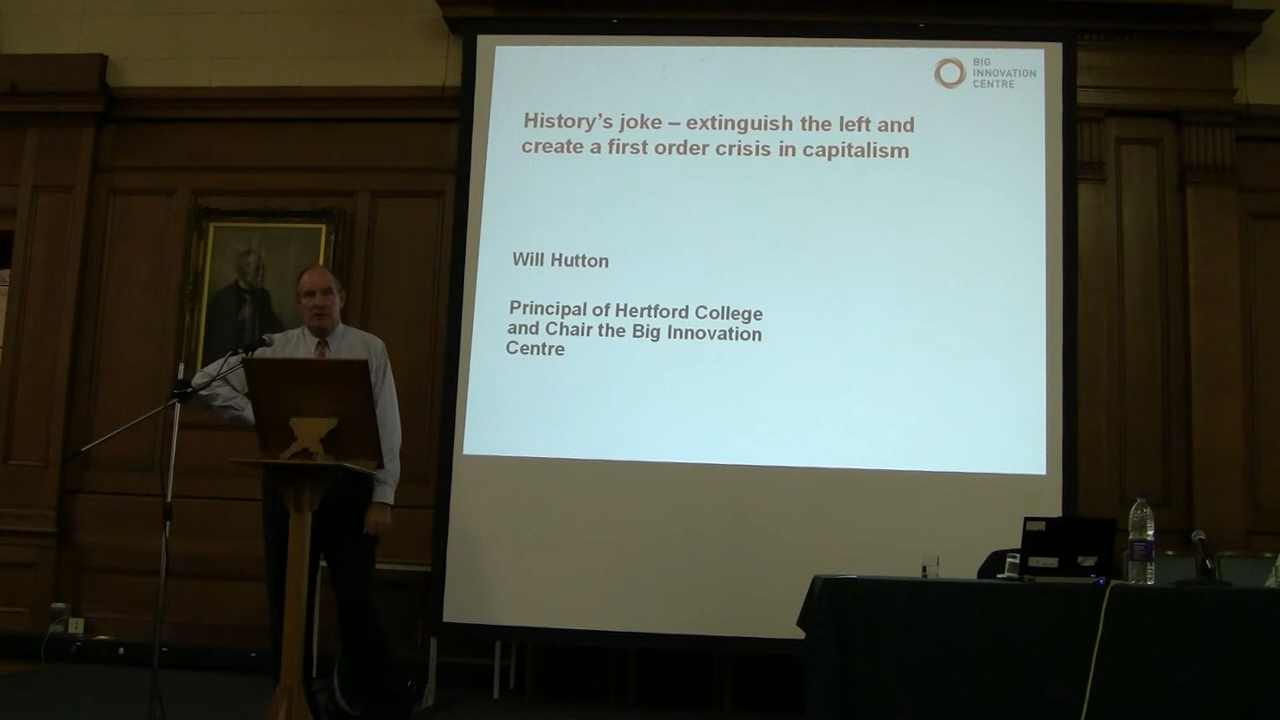 BIG
INNOVATION
CENTRE
History's joke – extinguish the left and
create a first order crisis in capitalism
Will Hutton
Principal of Hertford College
and Chair the Big Innovation
Centre